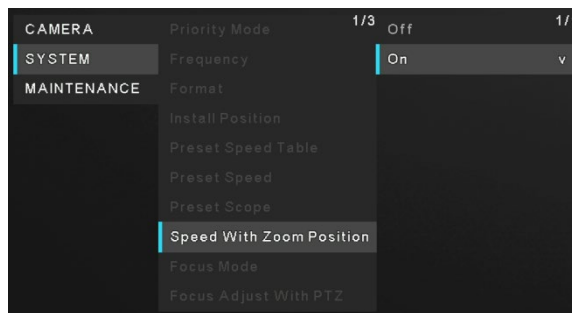 CAMERA
SYSTEM
MAINTENANCE
Priority Mode 1/3
Frequency
Format
Install Position
Preset Speed Table
Preset Speed
Preset Scope
Speed With Zoom Position
Focus Mode
Focus Adjust With PTZ
Off 1/
On v